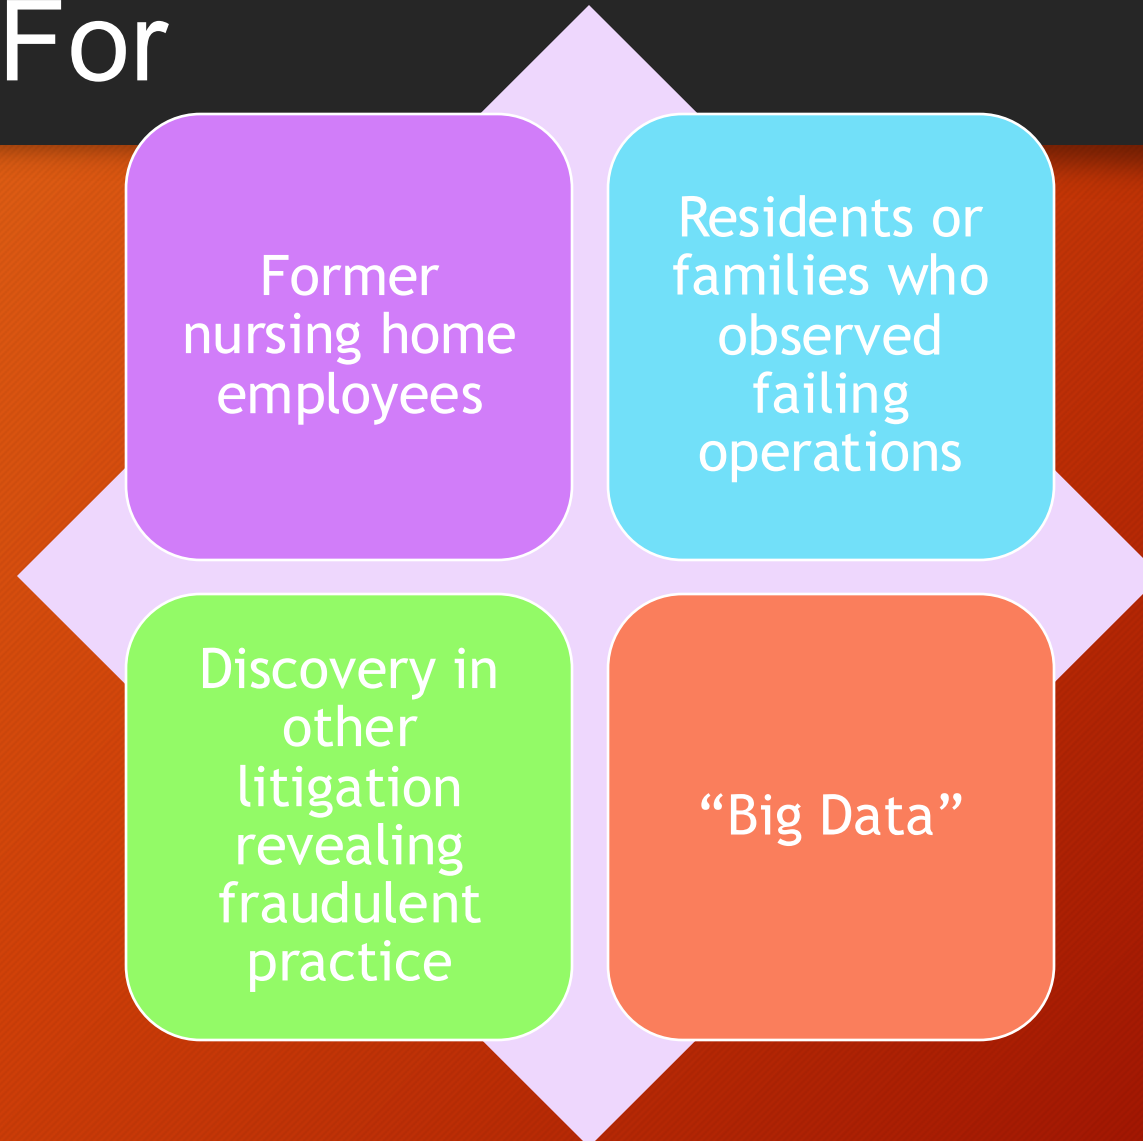 For
Former
nursing home
employees
Residents or
families who
observed
failing
operations
Discovery in
other
litigation
revealing
fraudulent
practice
“Big Data”